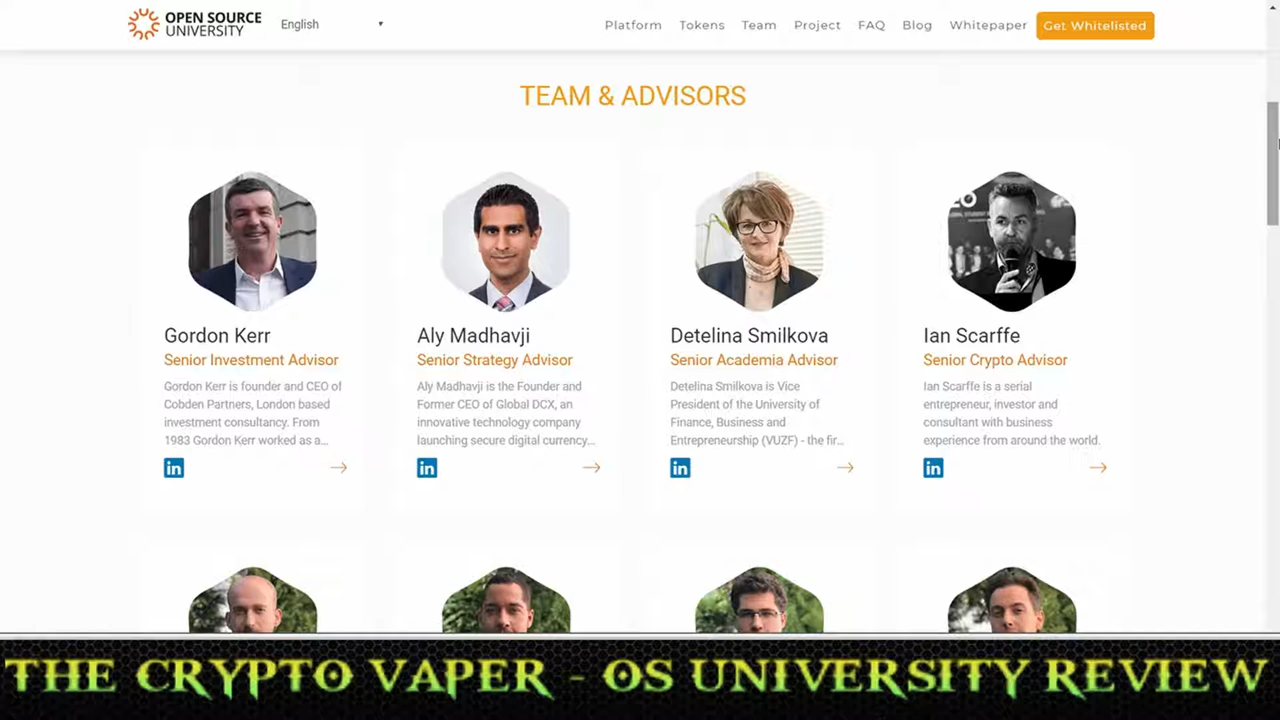 OPEN SOURCE
UNIVERSITY
English
Platform Tokens Team Project FAQ Blog Whitepaper Get Whitelisted
TEAM & ADVISORS
Gordon Kerr
Senior Investment Advisor
Gordon Kerr is founder and CEO of
Cobden Partners, London based
investment consultancy. From
1983 Gordon Kerr worked as a...
in
Aly Madhavji
Senior Strategy Advisor
Aly Madhavji is the Founder and
Former CEO of Global DCX, an
innovative technology company
launching secure digital currency...
in
Detelina Smilkova
Senior Academia Advisor
Detelina Smilkova is Vice
President of the University of
Finance, Business and
Entrepreneurship (VUZF) - the fir...
in
Ian Scarffe
Senior Crypto Advisor
Ian Scarffe is a serial
entrepreneur, investor and
consultant with business
experience from around the world.
in
THE CRYPTO VAPER - OS UNIVERSITY REVIEW